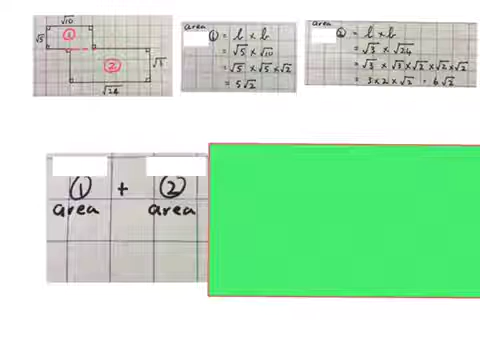 √10
√5 ①
② √3
√24
area
① = l x b
= √5 x √10
= √5 x √5 x √2
= 5√2
area
② = l x b
= √3 x √24
= √3 x √3 x √2 x √2 x √2
= 3 x 2 x √2 = 6√2
① + ②
area area